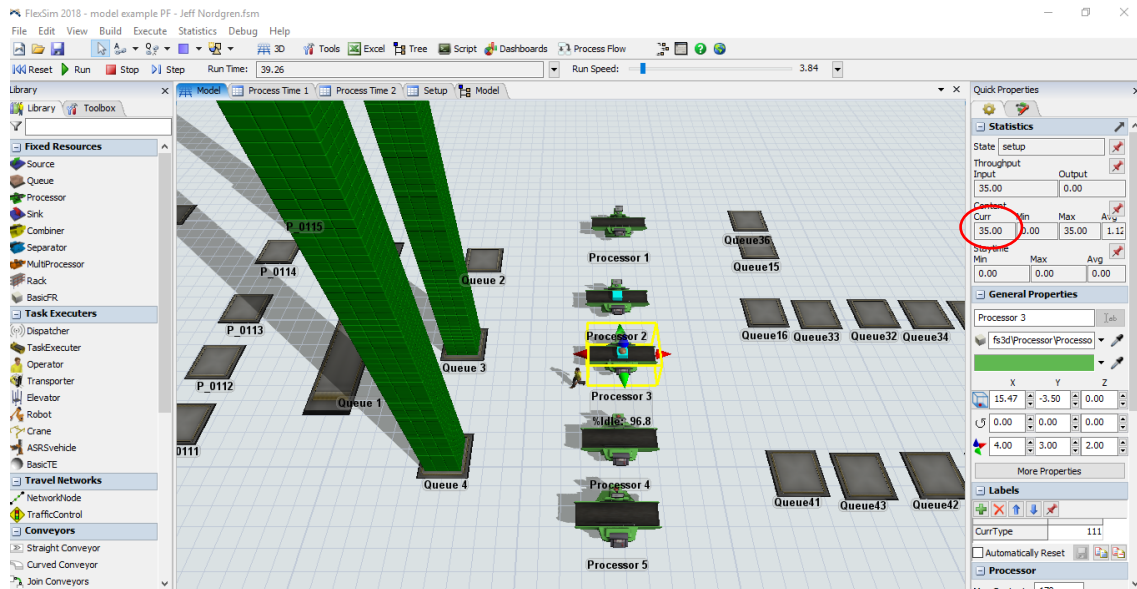 FlexSim 2018 - model example PF - Jeff Nordgren.fsm
File Edit View Build Execute Statistics Debug Help
3D Tools Excel Tree Script Dashboards Process Flow
Reset Run Stop Step Run Time: 39.26 Run Speed: 3.84
Library
Model Process Time 1 Process Time 2 Setup Model
Library Toolbox
Fixed Resources
Source
Queue
Processor
Sink
Combiner
Separator
MultiProcessor
Rack
BasicFR
Task Executers
Dispatcher
TaskExecuter
Operator
Transporter
Elevator
Robot
Crane
ASRSvehicle
BasicTE
Travel Networks
NetworkNode
TrafficControl
Conveyors
Straight Conveyor
Curved Conveyor
Join Conveyors
P_0115
P_0114
Queue 2
P_0113
Queue 3
P_0112
Queue 1
0111
Queue 4
Processor 1
Processor 2
Processor 3
%Idle: 96.8
Processor 4
Processor 5
Queue36
Queue15
Queue16 Queue33 Queue32 Queue34
Queue41 Queue43 Queue42
Quick Properties
Statistics
State setup
Throughput
Input Output
35.00 0.00
Content
Curr Min Max Avg
35.00 0.00 35.00 1.12
Staytime
Min Max Avg
0.00 0.00 0.00
General Properties
Processor 3
fs3d\Processor\Processo
X Y Z
15.47 -3.50 0.00
0.00 0.00 0.00
4.00 3.00 2.00
More Properties
Labels
CurrType 111
Automatically Reset
Processor